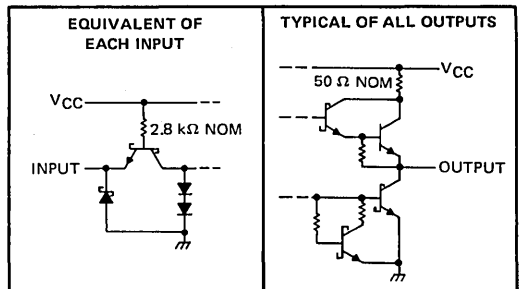 EQUIVALENT OF
EACH INPUT
VCC
2.8 kΩ NOM
INPUT
TYPICAL OF ALL OUTPUTS
VCC
50 Ω NOM
OUTPUT